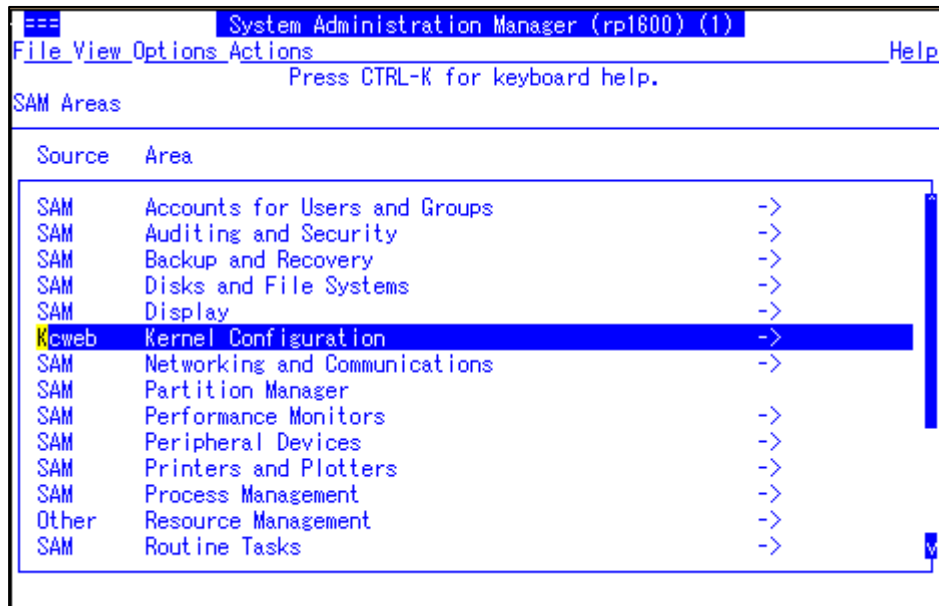 === System Administration Manager (rp1600) (1)
File View Options Actions Help
Press CTRL-K for keyboard help.
SAM Areas
Source Area
SAM Accounts for Users and Groups ->
SAM Auditing and Security ->
SAM Backup and Recovery ->
SAM Disks and File Systems ->
SAM Display ->
Kcweb Kernel Configuration ->
SAM Networking and Communications ->
SAM Partition Manager
SAM Performance Monitors ->
SAM Peripheral Devices ->
SAM Printers and Plotters ->
SAM Process Management ->
Other Resource Management ->
SAM Routine Tasks ->